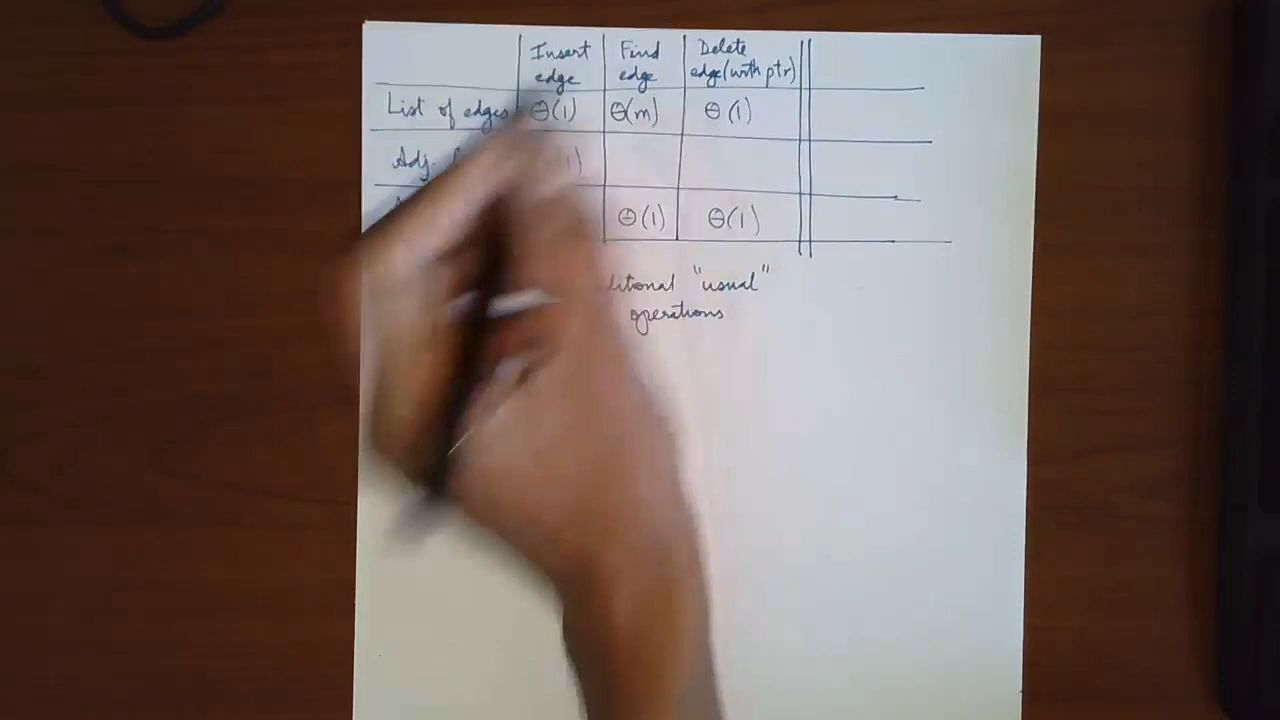 Insert Find Delete
edge edge edge (with ptr)
List of edges Θ(1) Θ(m) Θ(1)
Adj.
Θ(1) Θ(1)
"usual"
operations